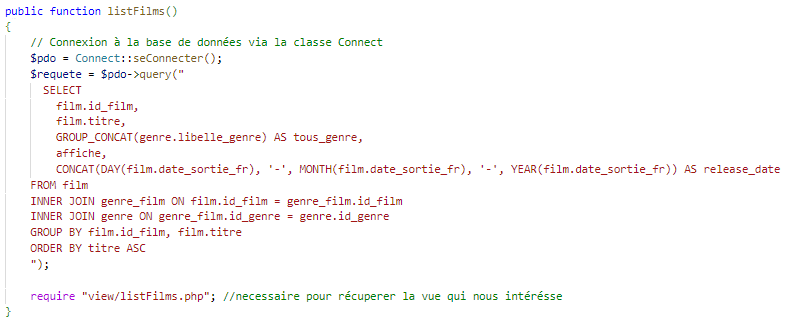 public function listFilms()
{
// Connexion à la base de données via la classe Connect
$pdo = Connect::seConnecter();
$requete = $pdo->query("
SELECT
film.id_film,
film.titre,
GROUP_CONCAT(genre.libelle_genre) AS tous_genre,
affiche,
CONCAT(DAY(film.date_sortie_fr), '-', MONTH(film.date_sortie_fr), '-', YEAR(film.date_sortie_fr)) AS release_date
FROM film
INNER JOIN genre_film ON film.id_film = genre_film.id_film
INNER JOIN genre ON genre_film.id_genre = genre.id_genre
GROUP BY film.id_film, film.titre
ORDER BY titre ASC
");
require "view/listFilms.php"; //necessaire pour récuperer la vue qui nous intérésse
}